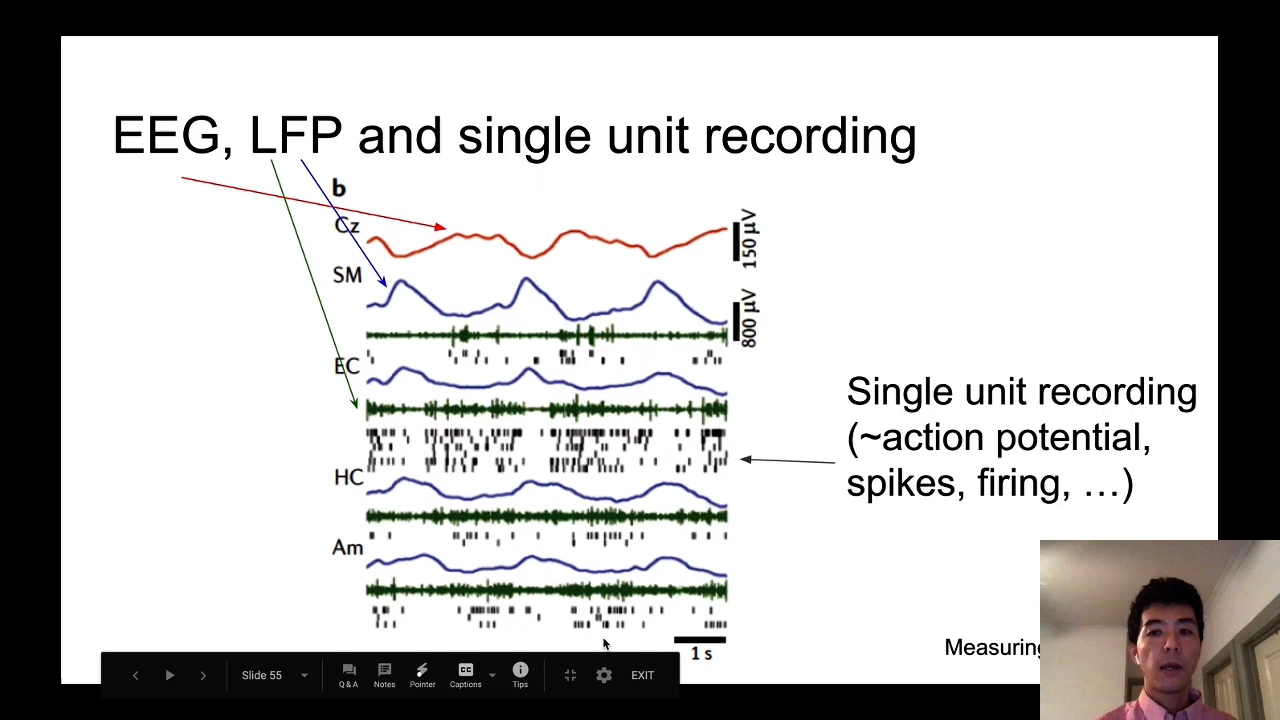 EEG, LFP and single unit recording
b
Cz
150 µV
SM
800 µV
EC
Single unit recording
(~action potential,
spikes, firing, …)
HC
Am
1 s
Measuring
Slide 55
Q & A
Notes
Pointer
CC
Captions
Tips
EXIT